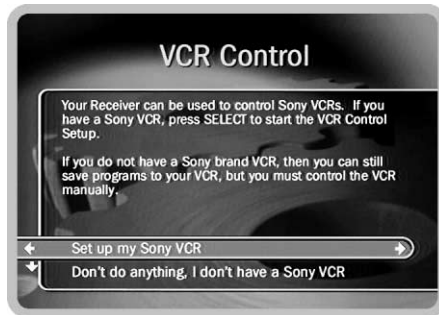 VCR Control
Your Receiver can be used to control Sony VCRs. If you
have a Sony VCR, press SELECT to start the VCR Control
Setup.
If you do not have a Sony brand VCR, then you can still
save programs to your VCR, but you must control the VCR
manually.
Set up my Sony VCR
Don't do anything, I don't have a Sony VCR